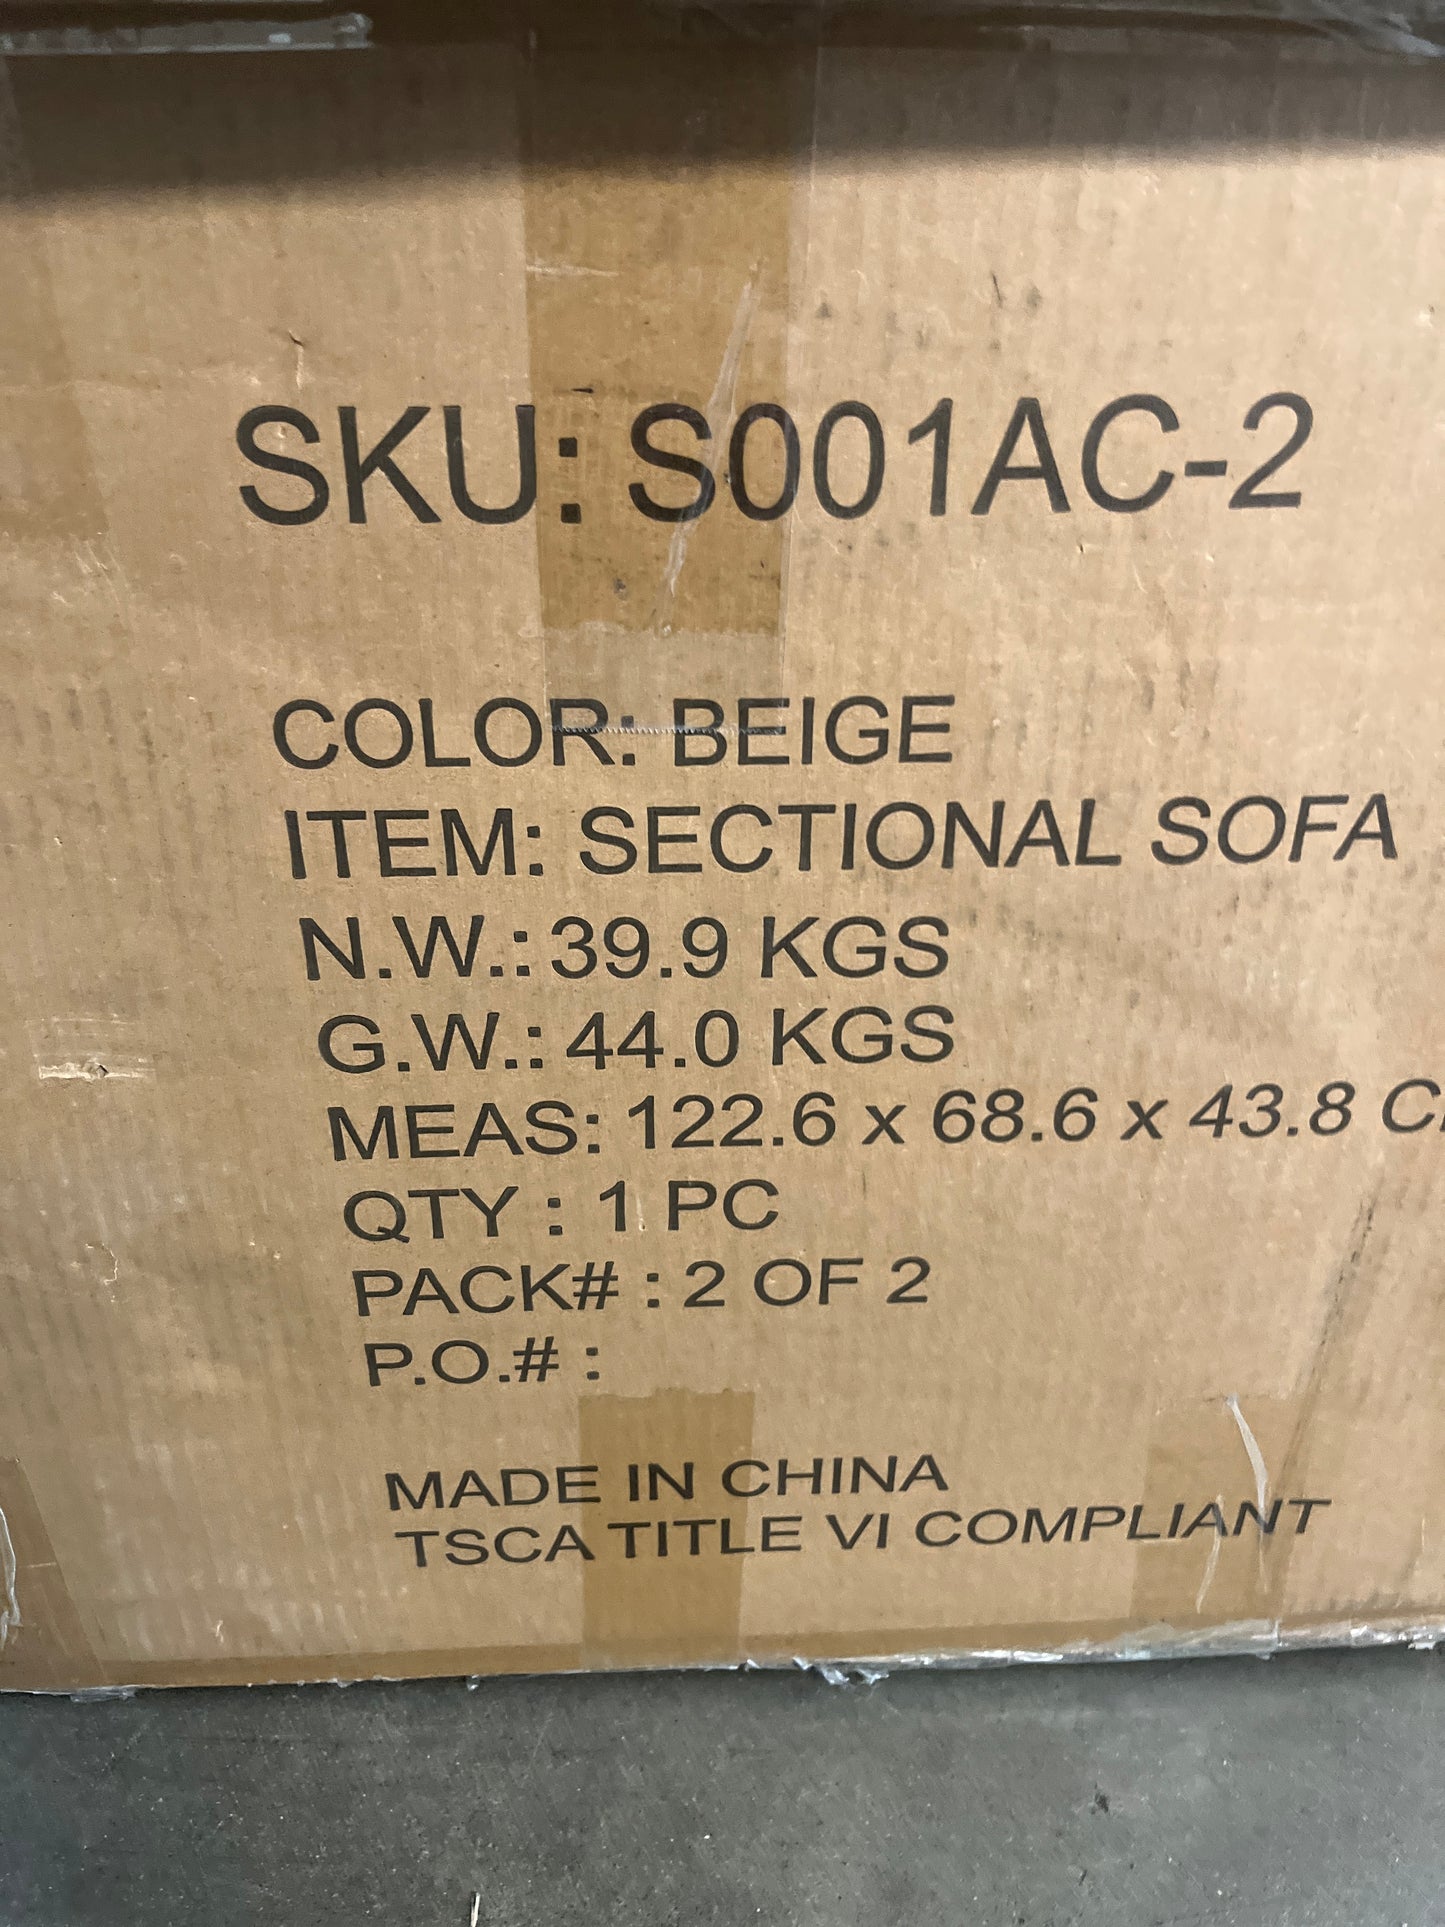 SKU: S001AC-2
COLOR: BEIGE
ITEM: SECTIONAL SOFA
N.W.: 39.9 KGS
G.W.: 44.0 KGS
MEAS: 122.6 x 68.6 x 43.8 C
QTY : 1 PC
PACK# : 2 OF 2
P.O.# :
MADE IN CHINA
TSCA TITLE VI COMPLIANT